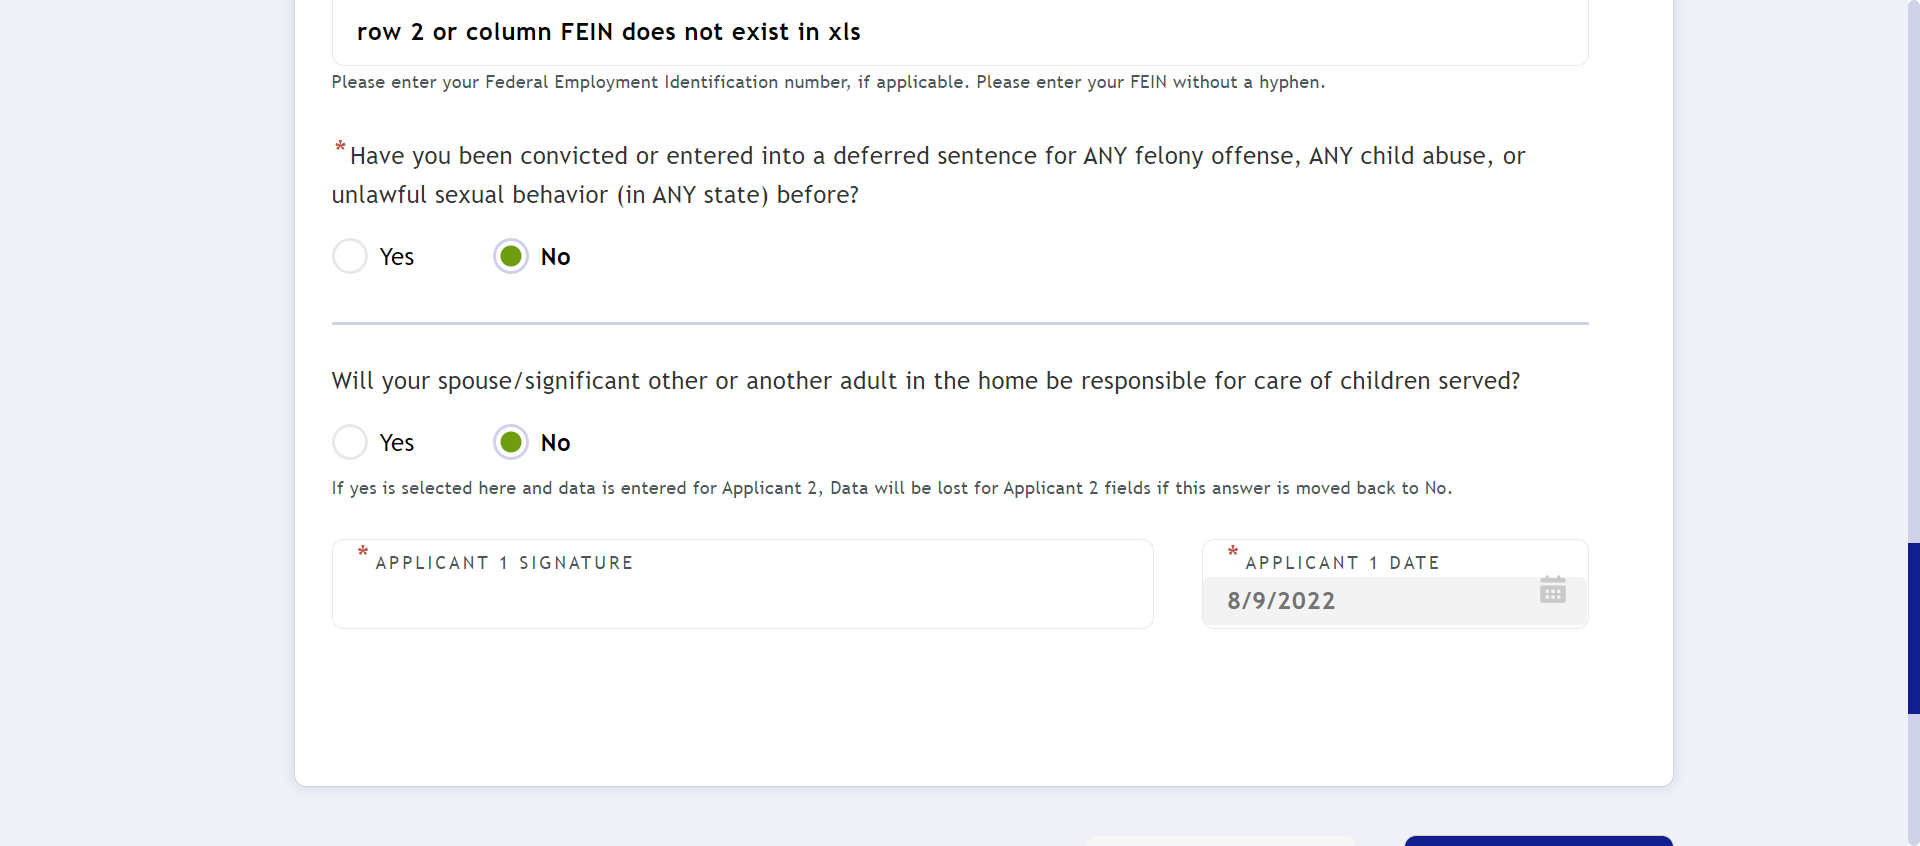 row 2 or column FEIN does not exist in xls
Please enter your Federal Employment Identification number, if applicable. Please enter your FEIN without a hyphen.
*Have you been convicted or entered into a deferred sentence for ANY felony offense, ANY child abuse, or
unlawful sexual behavior (in ANY state) before?
Yes No
Will your spouse/significant other or another adult in the home be responsible for care of children served?
Yes No
If yes is selected here and data is entered for Applicant 2, Data will be lost for Applicant 2 fields if this answer is moved back to No.
*APPLICANT 1 SIGNATURE
*APPLICANT 1 DATE
8/9/2022